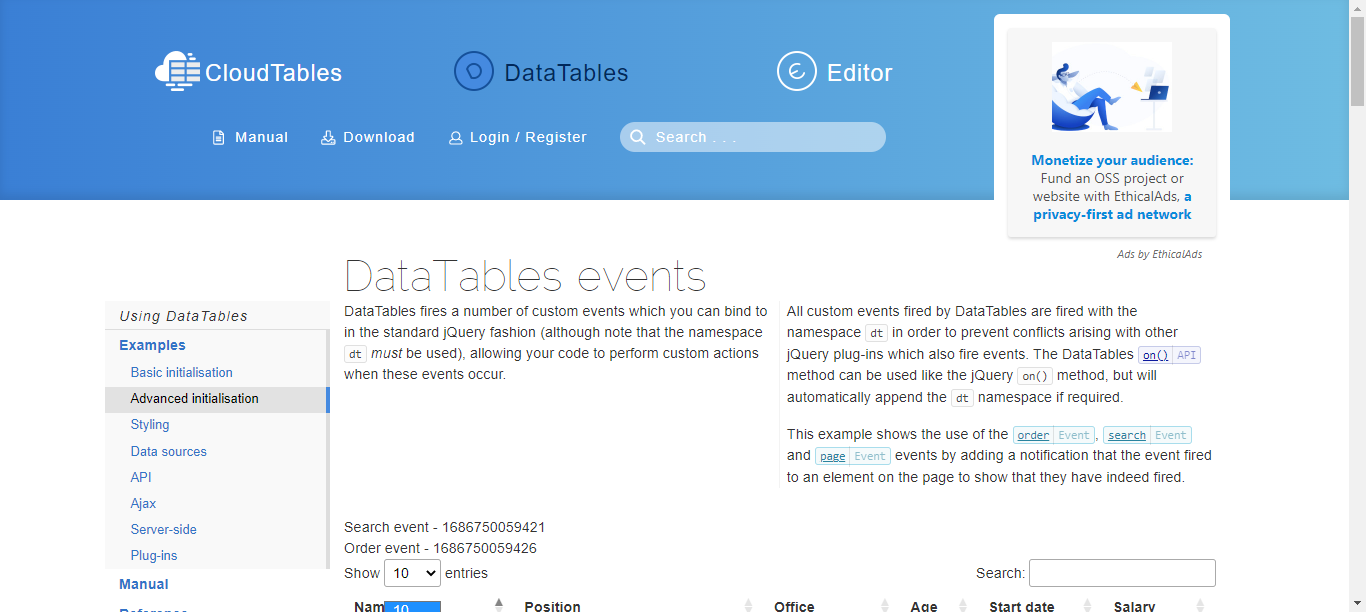 CloudTables
DataTables
Editor
Manual
Download
Login / Register
Search . . .
Monetize your audience:
Fund an OSS project or
website with EthicalAds, a
privacy-first ad network
Ads by EthicalAds
DataTables events
Using DataTables
Examples
Basic initialisation
Advanced initialisation
Styling
Data sources
API
Ajax
Server-side
Plug-ins
Manual
Reference
DataTables fires a number of custom events which you can bind to
in the standard jQuery fashion (although note that the namespace
dt must be used), allowing your code to perform custom actions
when these events occur.
All custom events fired by DataTables are fired with the
namespace dt in order to prevent conflicts arising with other
jQuery plug-ins which also fire events. The DataTables on() API
method can be used like the jQuery on() method, but will
automatically append the dt namespace if required.
This example shows the use of the order Event, search Event
and page Event events by adding a notification that the event fired
to an element on the page to show that they have indeed fired.
Search event - 1686750059421
Order event - 1686750059426
Show 10 entries
Search:
Nam 10 Position Office Age Start date Salary